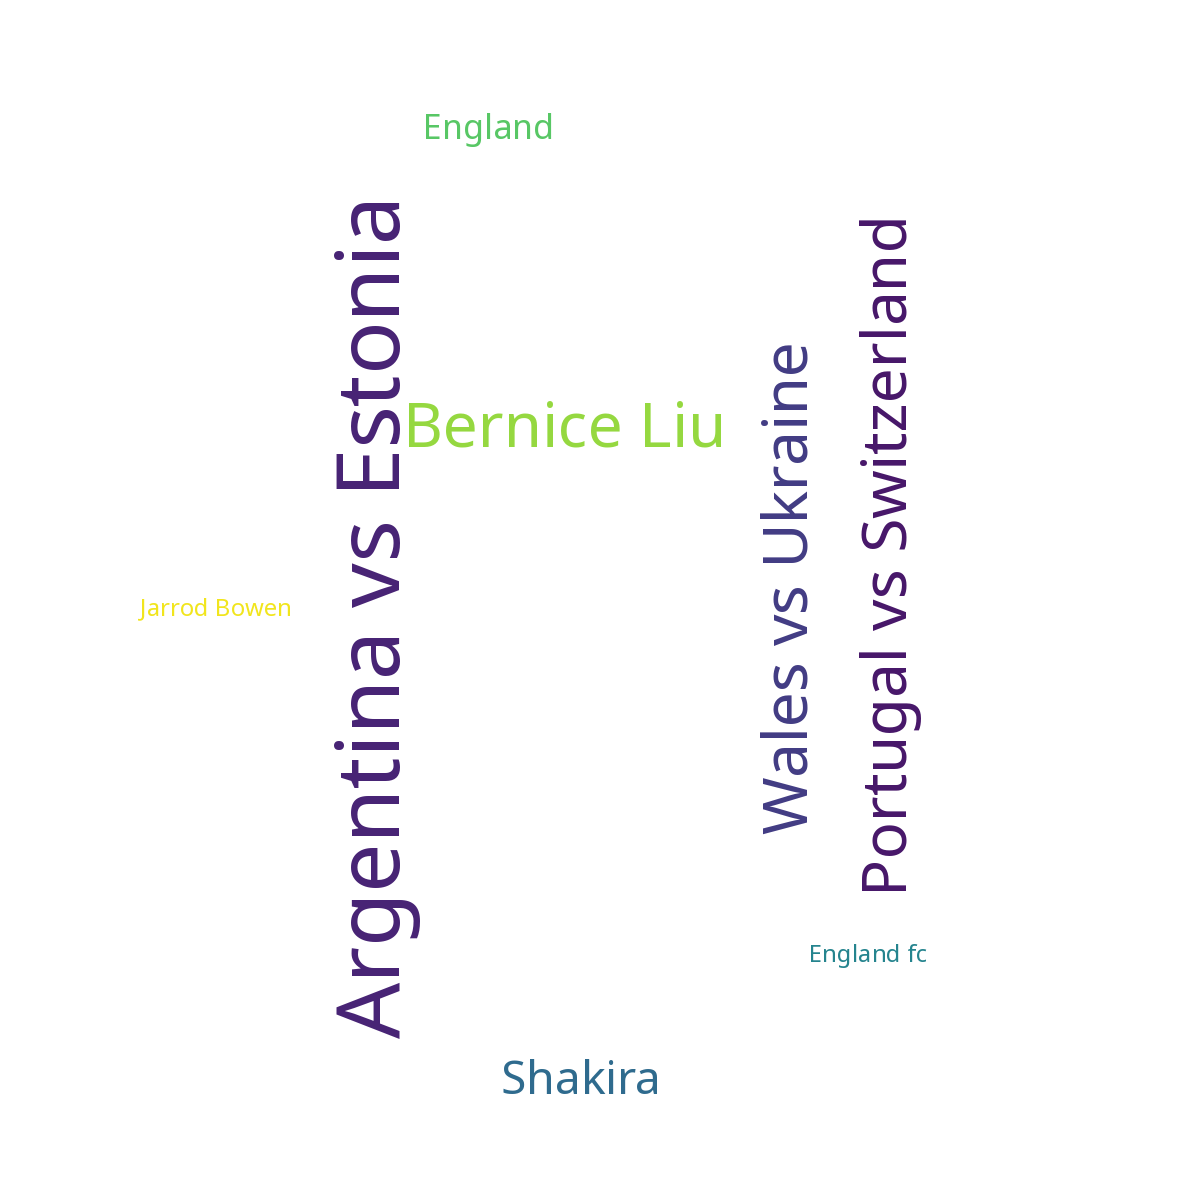 England
Argentina vs Estonia
Bernice Liu
Wales vs Ukraine
Portugal vs Switzerland
Jarrod Bowen
England fc
Shakira